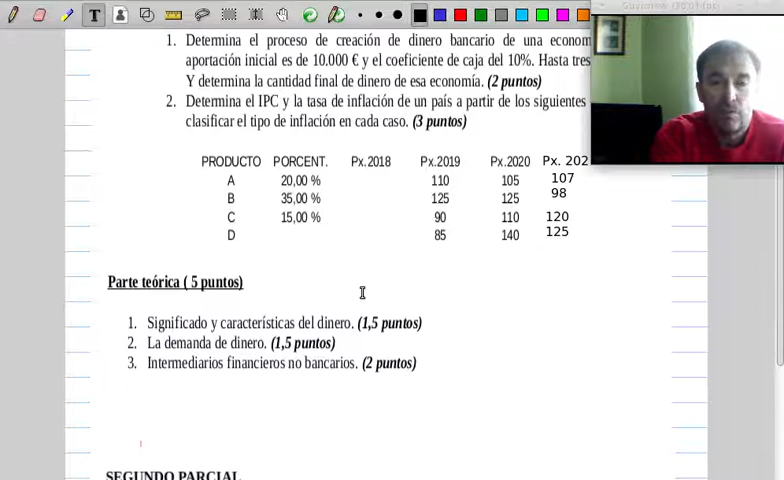 1. Determina el proceso de creación de dinero bancario de una econom
aportación inicial es de 10.000 € y el coeficiente de caja del 10%. Hasta tres
Y determina la cantidad final de dinero de esa economía. (2 puntos)
2. Determina el IPC y la tasa de inflación de un país a partir de los siguientes
clasificar el tipo de inflación en cada caso. (3 puntos)
PRODUCTO PORCENT. Px.2018 Px.2019 Px.2020 Px. 202
A 20,00 % 110 105 107
B 35,00 % 125 125 98
C 15,00 % 90 110 120
D 85 140 125
Parte teórica ( 5 puntos)
1. Significado y características del dinero. (1,5 puntos)
2. La demanda de dinero. (1,5 puntos)
3. Intermediarios financieros no bancarios. (2 puntos)
SEGUNDO PARCIAL